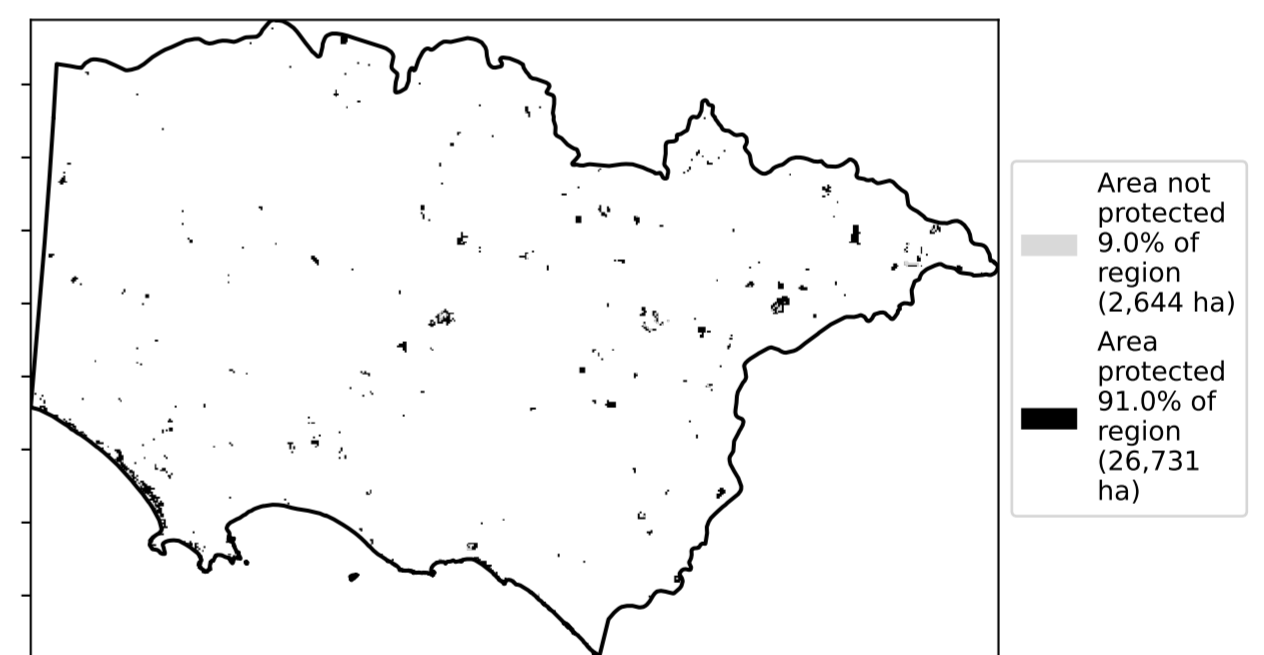 Area not
protected
9.0% of
region
(2,644 ha)
Area
protected
91.0% of
region
(26,731
ha)